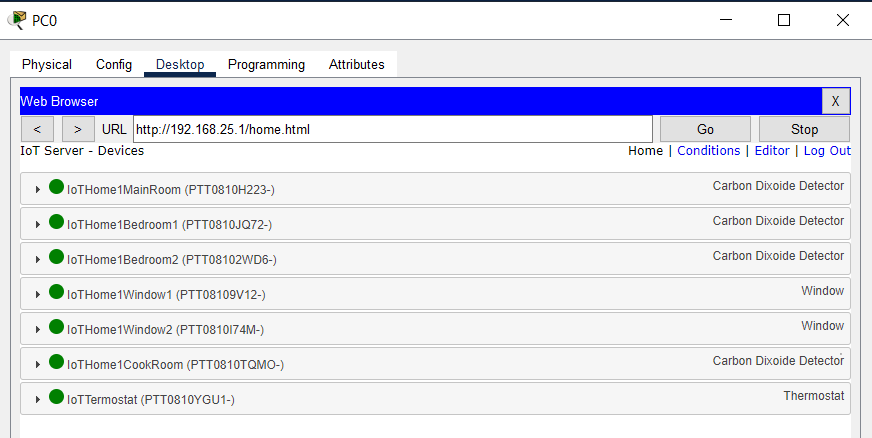 PC0
Physical Config Desktop Programming Attributes
Web Browser X
< > URL http://192.168.25.1/home.html Go Stop
IoT Server - Devices Home | Conditions | Editor | Log Out
IoTHome1MainRoom (PTT0810H223-) Carbon Dixoide Detector
IoTHome1Bedroom1 (PTT0810JQ72-) Carbon Dixoide Detector
IoTHome1Bedroom2 (PTT08102WD6-) Carbon Dixoide Detector
IoTHome1Window1 (PTT08109V12-) Window
IoTHome1Window2 (PTT0810I74M-) Window
IoTHome1CookRoom (PTT0810TQMO-) Carbon Dixoide Detector
IoTTermostat (PTT0810YGU1-) Thermostat